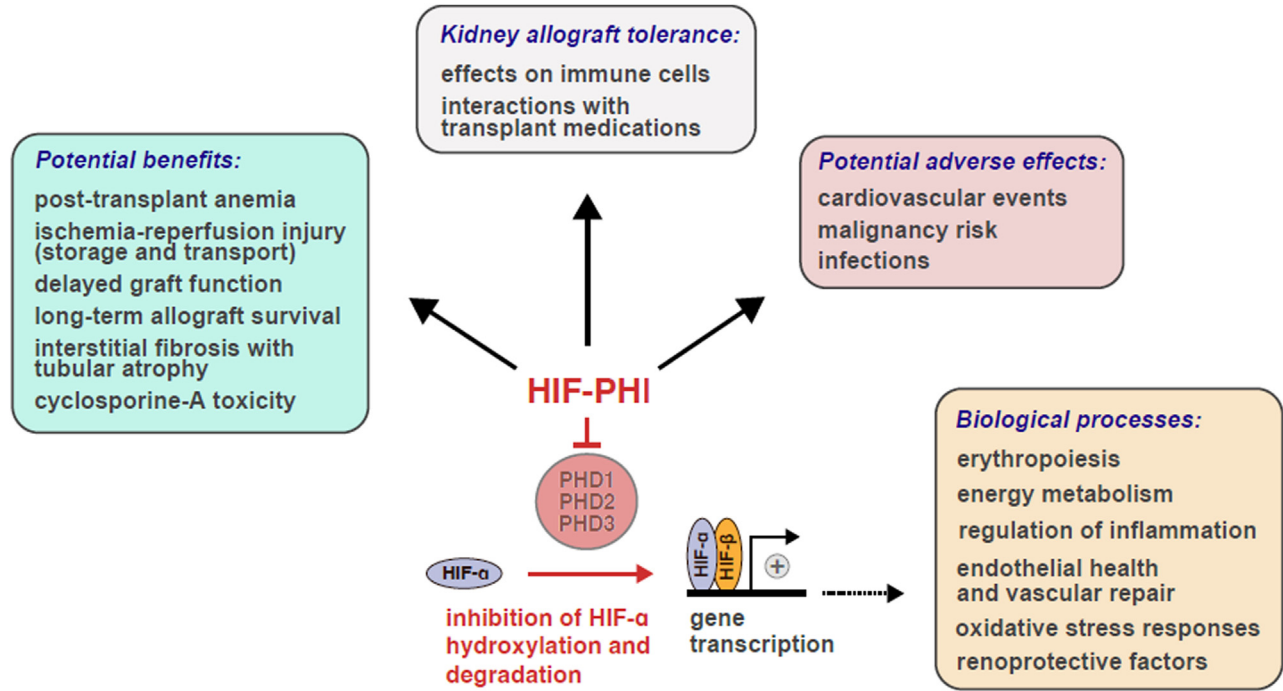 Kidney allograft tolerance:
effects on immune cells
interactions with
transplant medications
Potential benefits:
post-transplant anemia
ischemia-reperfusion injury
(storage and transport)
delayed graft function
long-term allograft survival
interstitial fibrosis with
tubular atrophy
cyclosporine-A toxicity
Potential adverse effects:
cardiovascular events
malignancy risk
infections
HIF-PHI
PHD1
PHD2
PHD3
HIF-α
inhibition of HIF-α
hydroxylation and
degradation
HIF-α
HIF-β
+
gene
transcription
Biological processes:
erythropoiesis
energy metabolism
regulation of inflammation
endothelial health
and vascular repair
oxidative stress responses
renoprotective factors